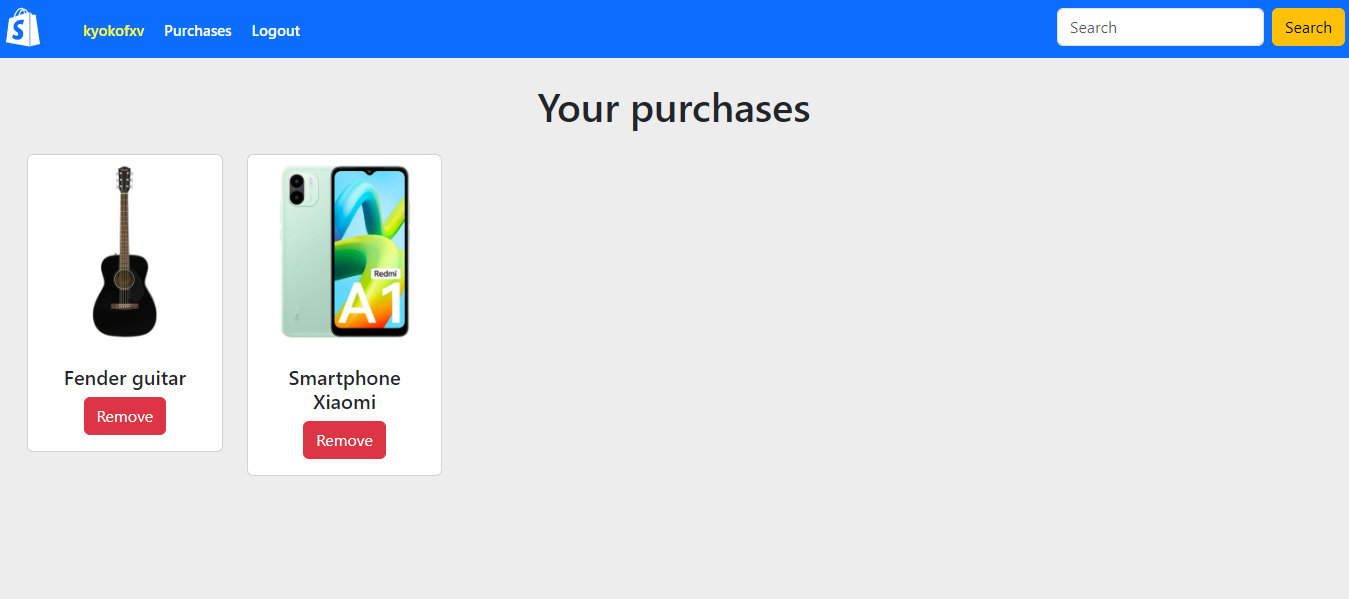 S
kyokofxv Purchases Logout
Search Search
Your purchases
Redmi
A1
Fender guitar
Remove
Smartphone
Xiaomi
Remove